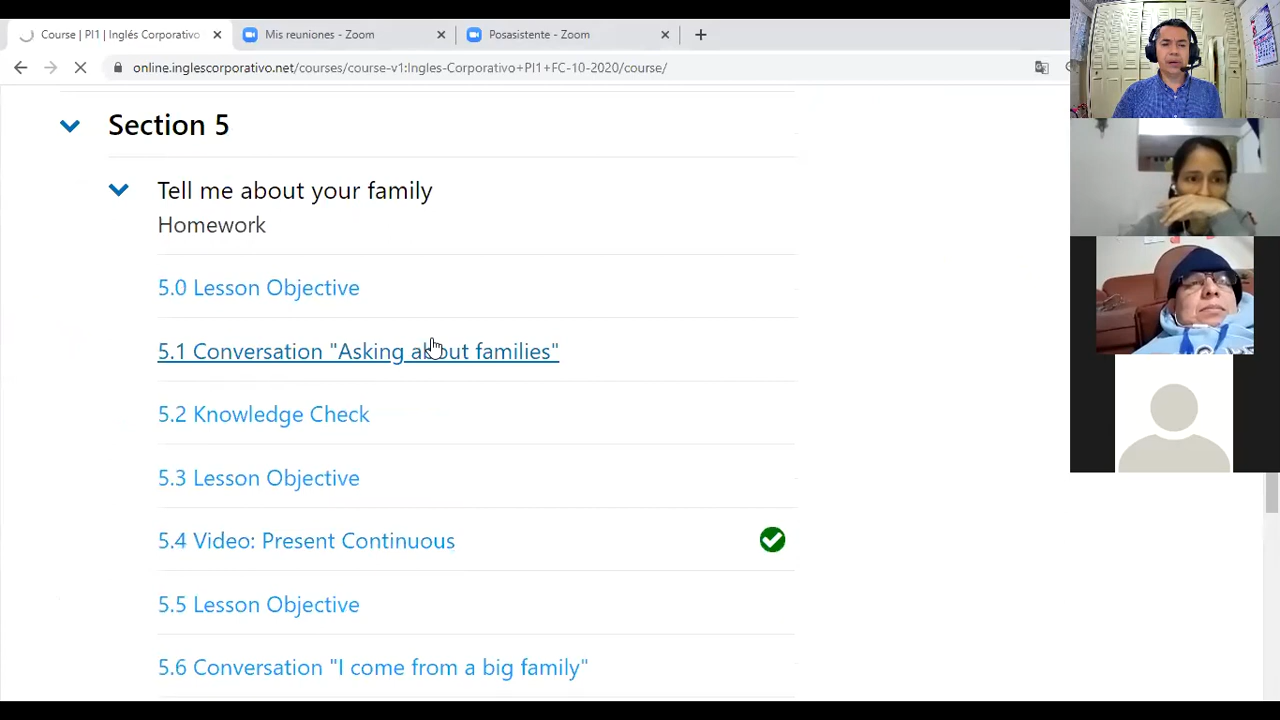 Course | PI1 | Inglés Corporativo
Mis reuniones - Zoom
Posasistente - Zoom
online.inglescorporativo.net/courses/course-v1:Ingles-Corporativo+PI1+FC-10-2020/course/
Section 5
Tell me about your family
Homework
5.0 Lesson Objective
5.1 Conversation "Asking about families"
5.2 Knowledge Check
5.3 Lesson Objective
5.4 Video: Present Continuous
5.5 Lesson Objective
5.6 Conversation "I come from a big family"